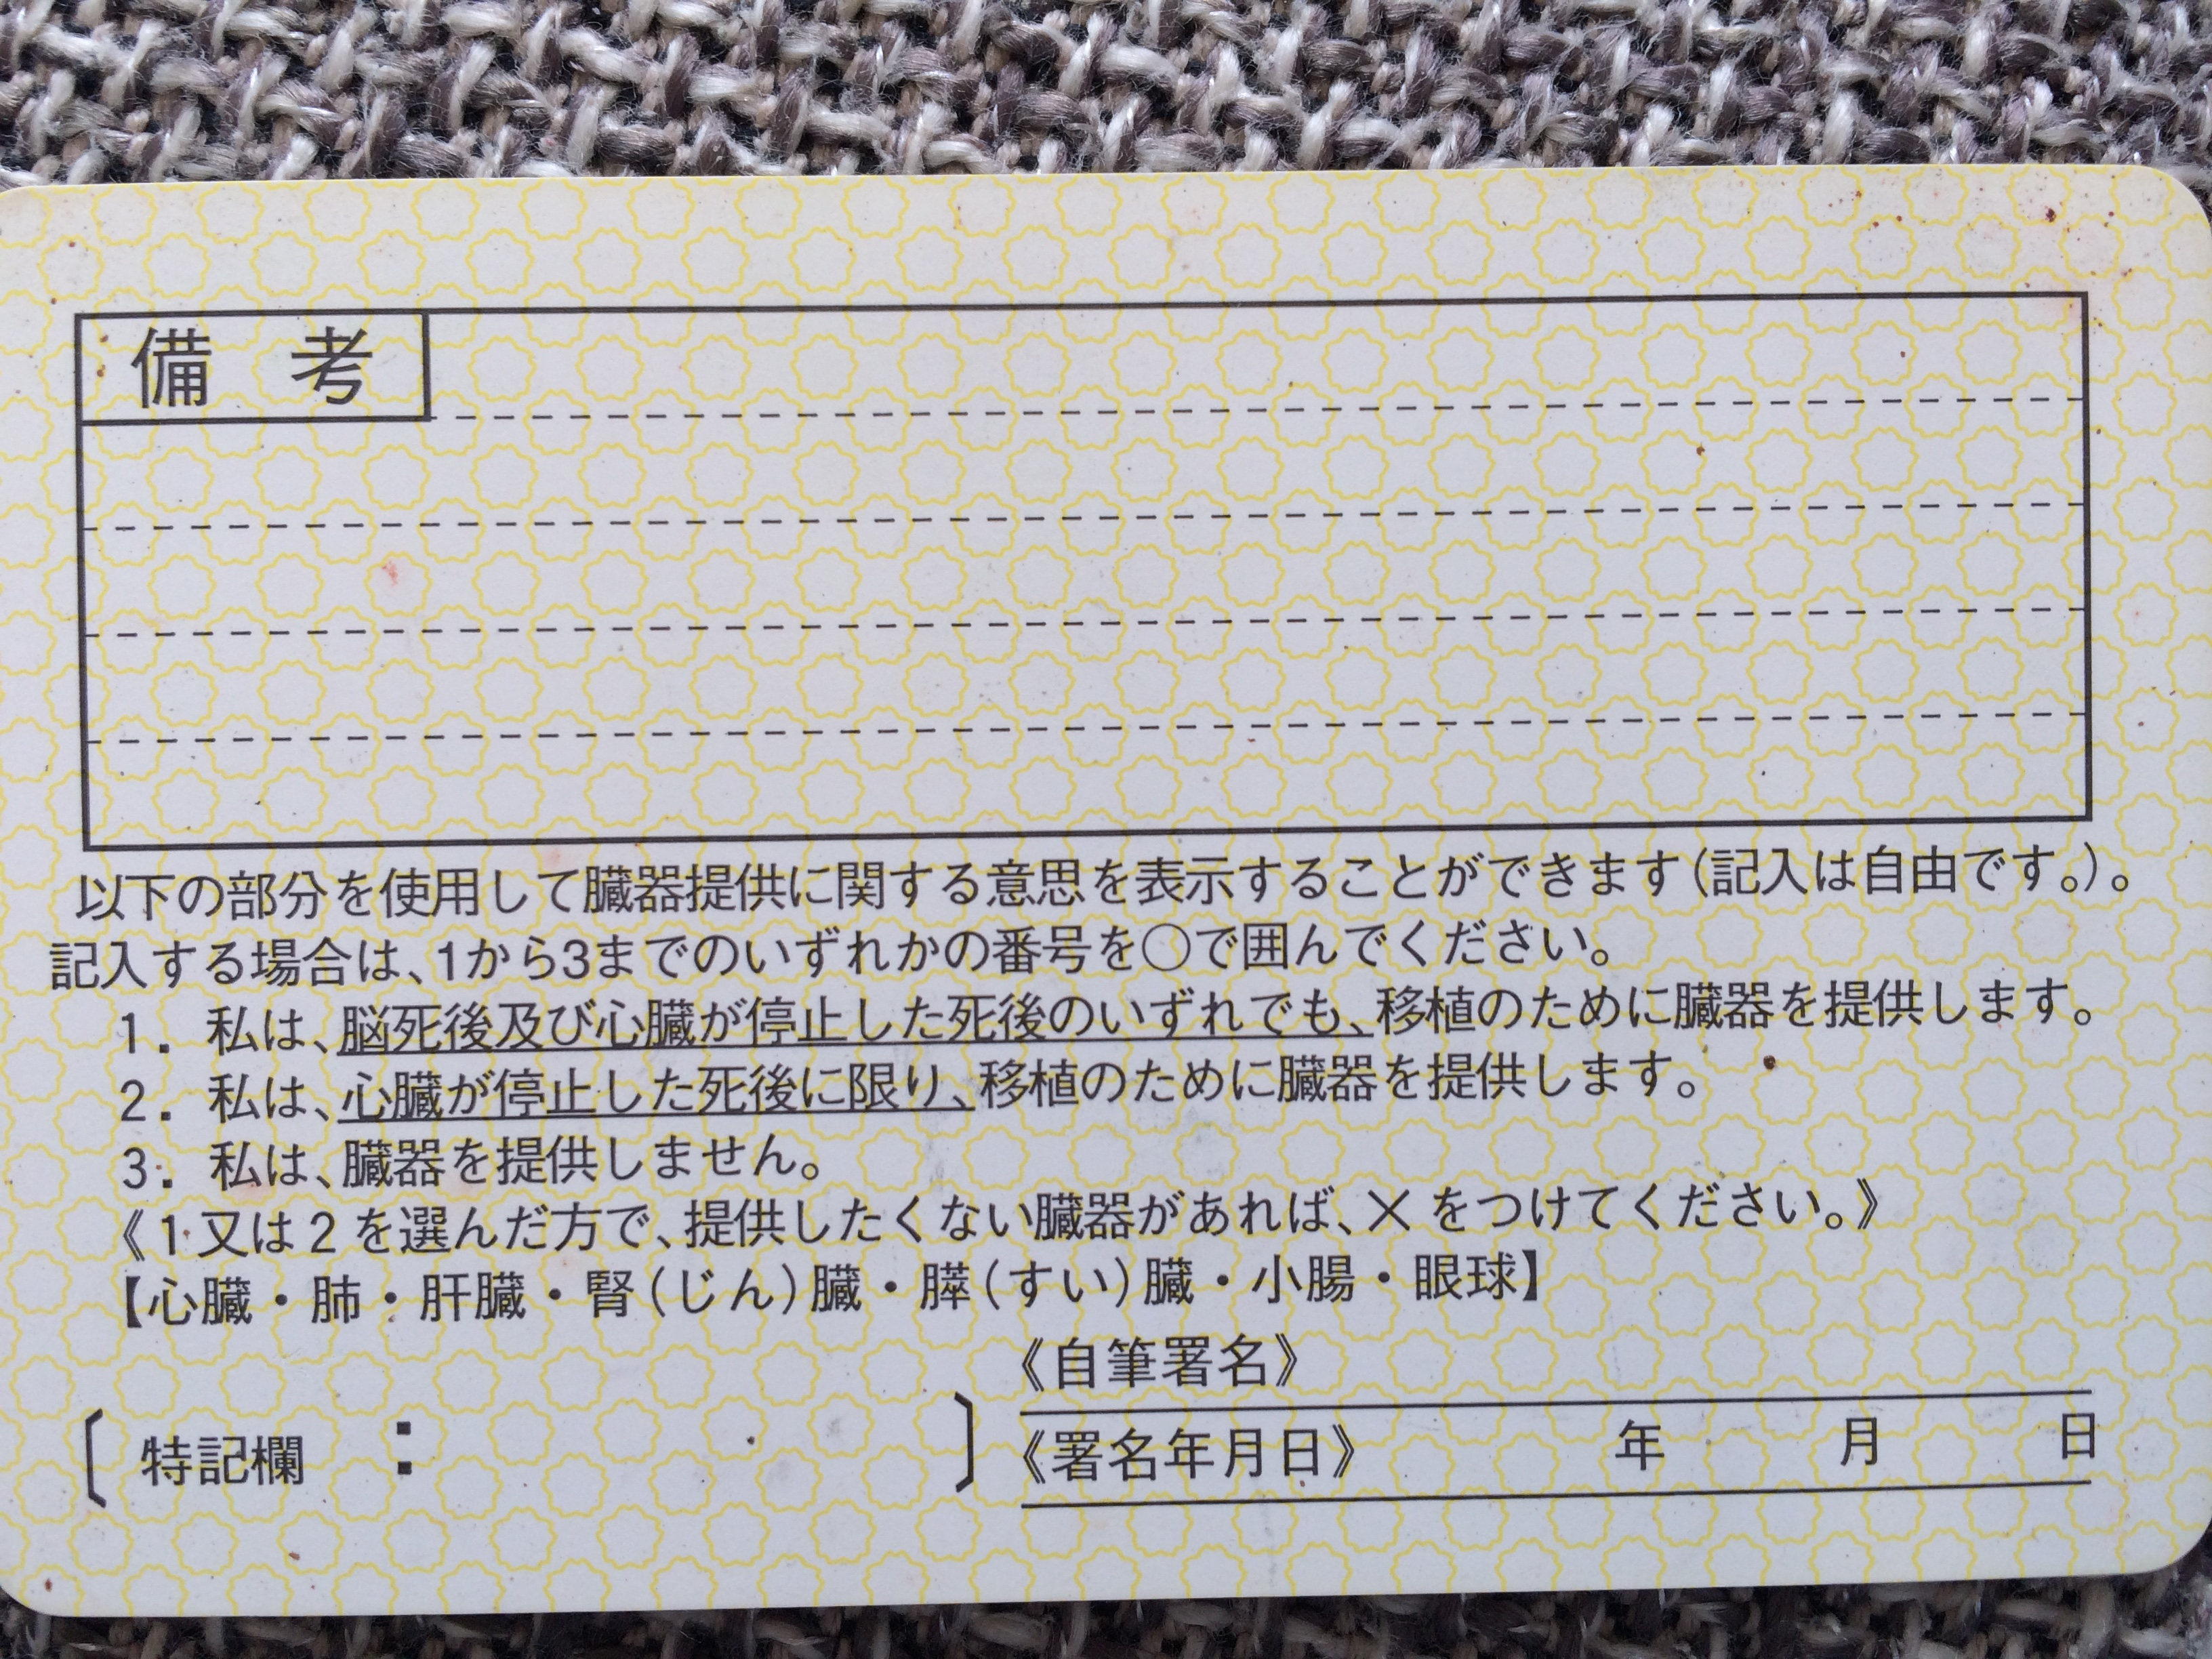 備考
以下の部分を使用して臓器提供に関する意思を表示することができます(記入は自由です。)。
記入する場合は、1から3までのいずれかの番号を○で囲んでください。
1. 私は、脳死後及び心臓が停止した死後のいずれでも、移植のために臓器を提供します。
2. 私は、心臓が停止した死後に限り、移植のために臓器を提供します。
3. 私は、臓器を提供しません。
《1又は2を選んだ方で、提供したくない臓器があれば、×をつけてください。》
【心臓・肺・肝臓・腎(じん)臓・膵(すい)臓・小腸・眼球】
《自筆署名》
〔特記欄 : 〕
《署名年月日》 年 月 日